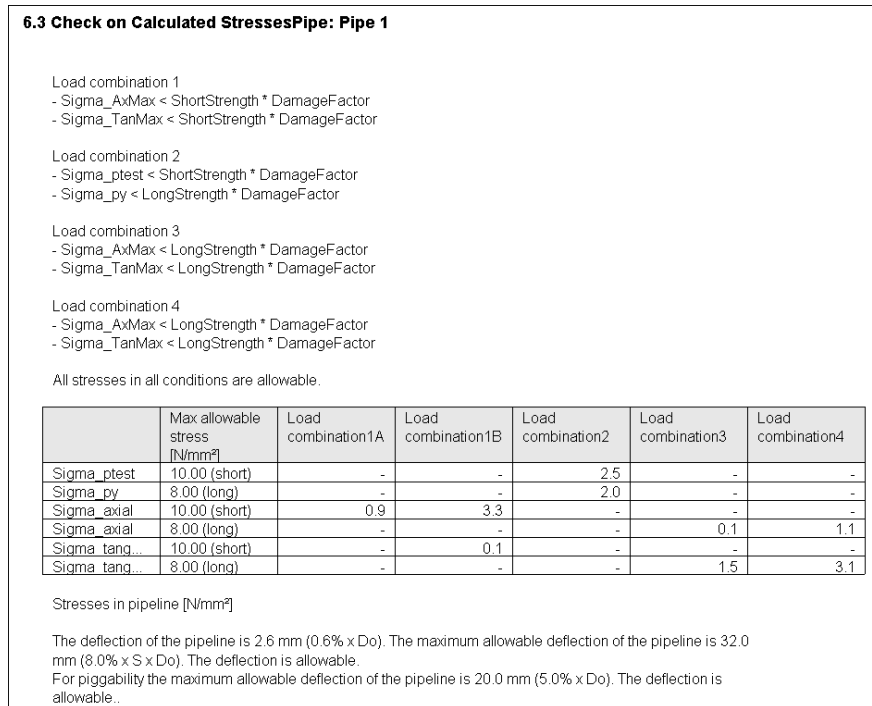 6.3 Check on Calculated StressesPipe: Pipe 1
Load combination 1
- Sigma_AxMax < ShortStrength * DamageFactor
- Sigma_TanMax < ShortStrength * DamageFactor
Load combination 2
- Sigma_ptest < ShortStrength * DamageFactor
- Sigma_py < LongStrength * DamageFactor
Load combination 3
- Sigma_AxMax < LongStrength * DamageFactor
- Sigma_TanMax < LongStrength * DamageFactor
Load combination 4
- Sigma_AxMax < LongStrength * DamageFactor
- Sigma_TanMax < LongStrength * DamageFactor
All stresses in all conditions are allowable.
Max allowable Load Load Load Load Load
stress combination1A combination1B combination2 combination3 combination4
[N/mm²]
Sigma_ptest 10.00 (short) - - 2.5 - -
Sigma_py 8.00 (long) - - 2.0 - -
Sigma_axial 10.00 (short) 0.9 3.3 - - -
Sigma_axial 8.00 (long) - - - 0.1 1.1
Sigma_tang... 10.00 (short) - 0.1 - - -
Sigma_tang... 8.00 (long) - - - 1.5 3.1
Stresses in pipeline [N/mm²]
The deflection of the pipeline is 2.6 mm (0.6% x Do). The maximum allowable deflection of the pipeline is 32.0
mm (8.0% x S x Do). The deflection is allowable.
For piggability the maximum allowable deflection of the pipeline is 20.0 mm (5.0% x Do). The deflection is
allowable..